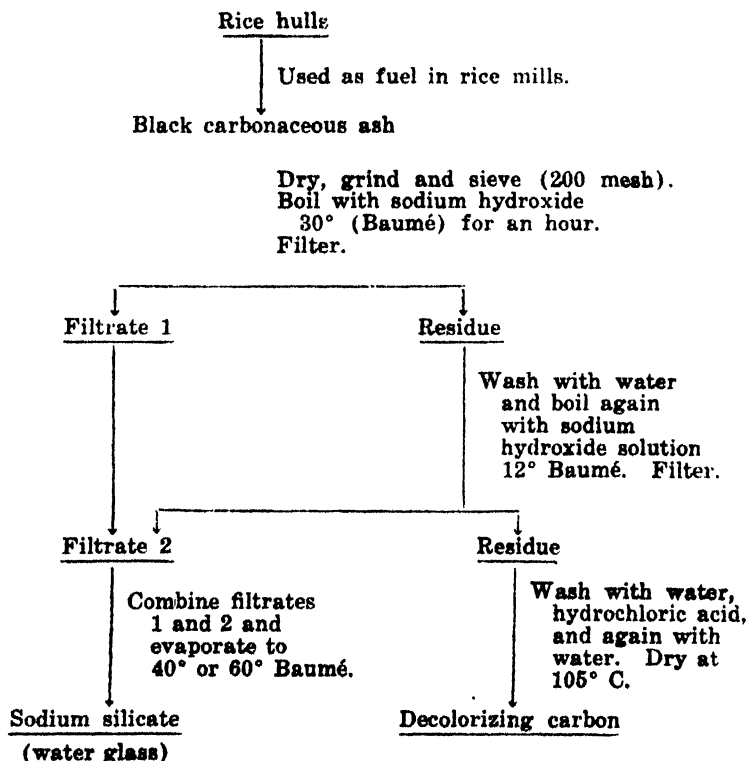 Rice hulls
Used as fuel in rice mills.
Black carbonaceous ash
Dry, grind and sieve (200 mesh).
Boil with sodium hydroxide
30° (Baumé) for an hour.
Filter.
Filtrate 1
Residue
Wash with water
and boil again
with sodium
hydroxide solution
12° Baumé. Filter.
Filtrate 2
Residue
Combine filtrates
1 and 2 and
evaporate to
40° or 60° Baumé.
Wash with water,
hydrochloric acid,
and again with
water. Dry at
105° C.
Sodium silicate
(water glass)
Decolorizing carbon